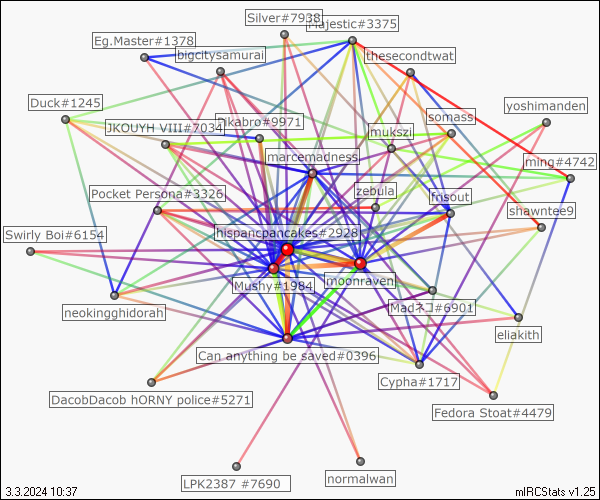 Silver#7938
Majestic#3375
Eg.Master#1378
bigcitysamurai
thesecondtwat
Duck#1245
yoshimanden
somass
JKOUYH VIII#7034
pikabro#9971
mukszi
marcemadness
ming#4742
Pocket Persona#3326
zebula
frisout
shawntee9
Swirly Boi#6154
hispancpancakes#2928
Mushy#1984
moonraven
neokingghidorah
Madネコ#6901
eliakith
Can anything be saved#0396
Cypha#1717
DacobDacob hORNY police#5271
Fedora Stoat#4479
LPK2387 #7690
normalwan
3.3.2024 10:37
mIRCStats v1.25